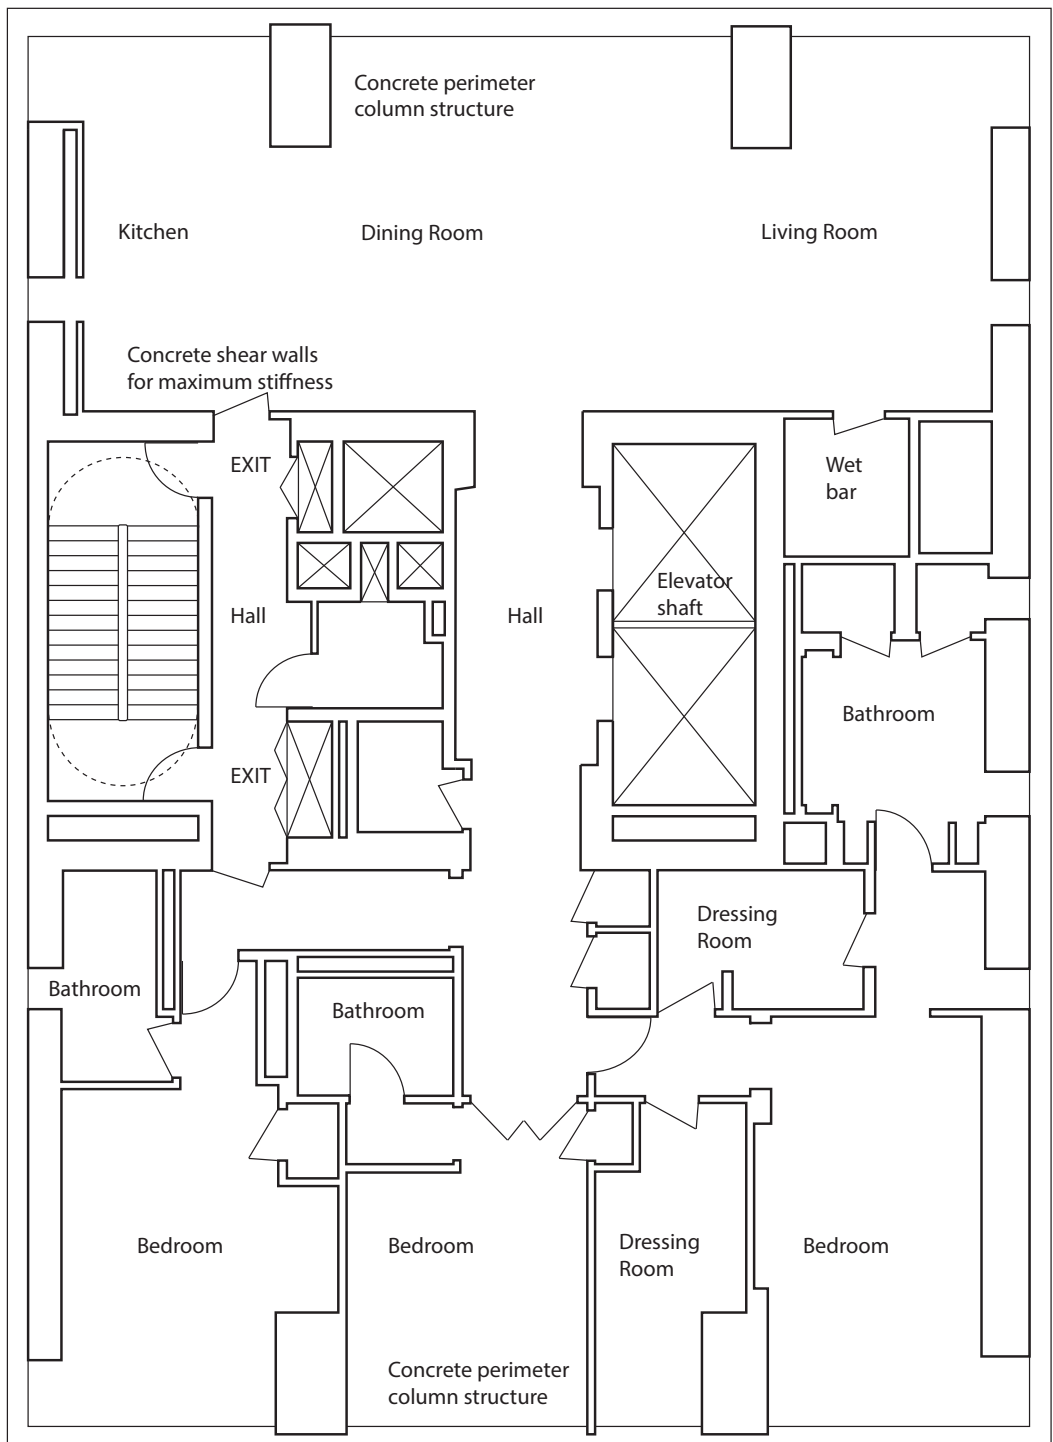 Concrete perimeter
column structure
Kitchen
Dining Room
Living Room
Concrete shear walls
for maximum stiffness
EXIT
Wet
bar
Elevator
shaft
Hall
Hall
Bathroom
EXIT
Dressing
Room
Bathroom
Bathroom
Bedroom
Bedroom
Dressing
Room
Bedroom
Concrete perimeter
column structure